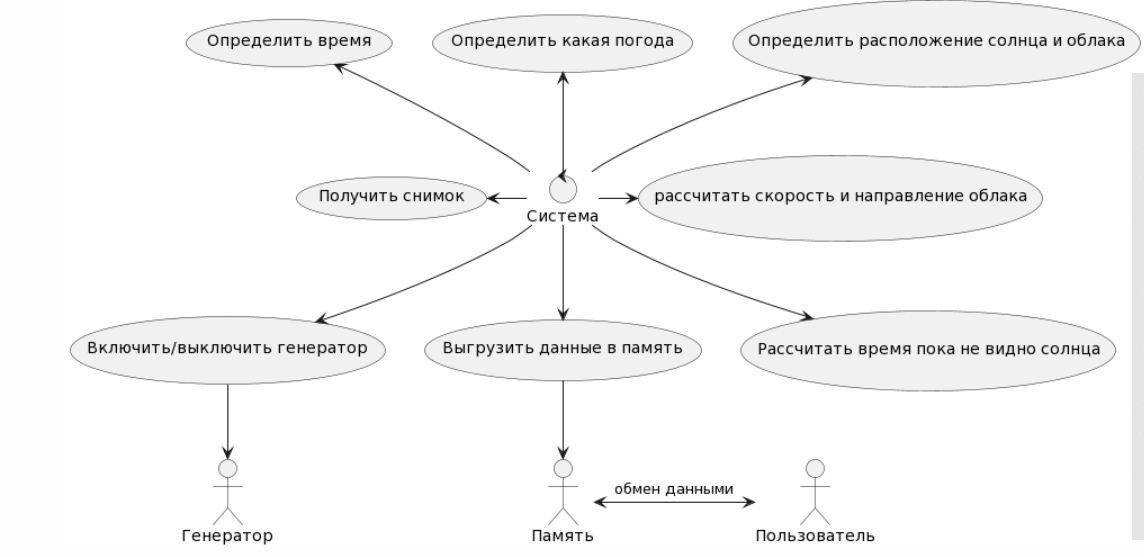 Определить время
Определить какая погода
Определить расположение солнца и облака
Получить снимок
рассчитать скорость и направление облака
Система
Включить/выключить генератор
Выгрузить данные в память
Рассчитать время пока не видно солнца
обмен данными
Генератор
Память
Пользователь